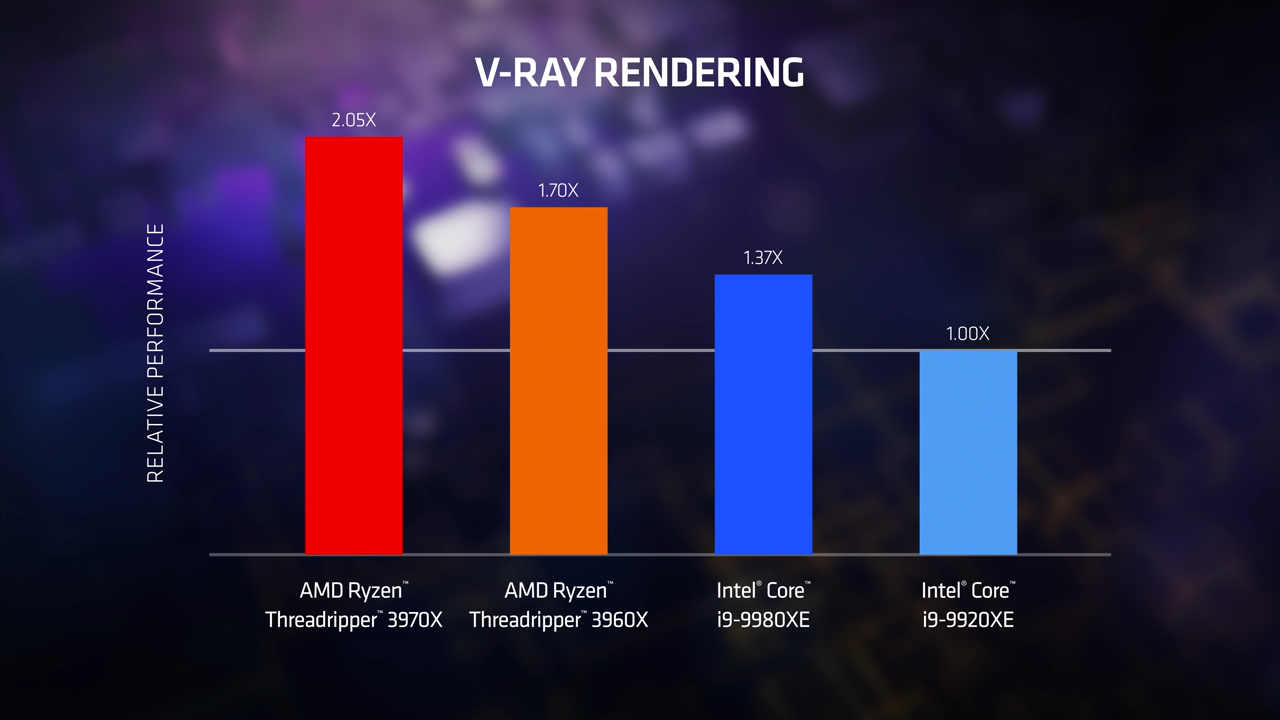 V-RAY RENDERING
2.05X
1.70X
1.37X
1.00X
RELATIVE PERFORMANCE
AMD Ryzen™
Threadripper™ 3970X
AMD Ryzen™
Threadripper™ 3960X
Intel® Core™
i9-9980XE
Intel® Core™
i9-9920XE